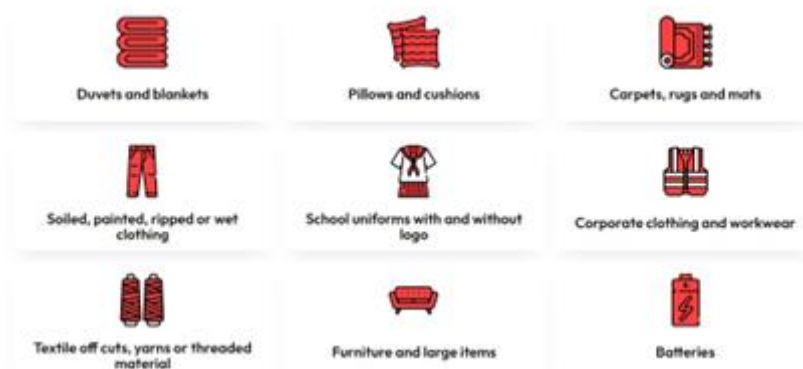 Duvets and blankets
Pillows and cushions
Carpets, rugs and mats
Soiled, painted, ripped or wet
clothing
School uniforms with and without
logo
Corporate clothing and workwear
Textile off cuts, yarns or threaded
material
Furniture and large items
Batteries